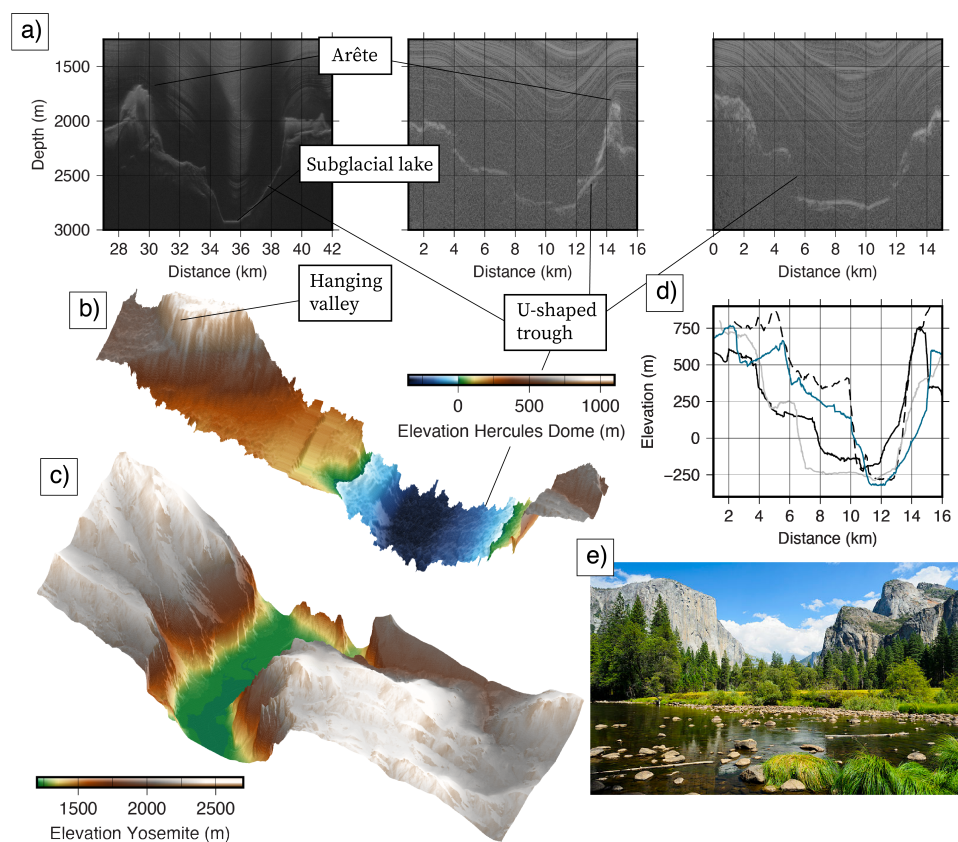 a)
Arête
1500
2000
2500
3000
Depth (m)
Subglacial lake
28 30 32 34 36 38 40 42
Distance (km)
2 4 6 8 10 12 14 16
Distance (km)
0 2 4 6 8 10 12 14
Distance (km)
b)
Hanging
valley
U-shaped
trough
0 500 1000
Elevation Hercules Dome (m)
d)
750
500
250
0
−250
Elevation (m)
2 4 6 8 10 12 14 16
Distance (km)
c)
1500 2000 2500
Elevation Yosemite (m)
e)